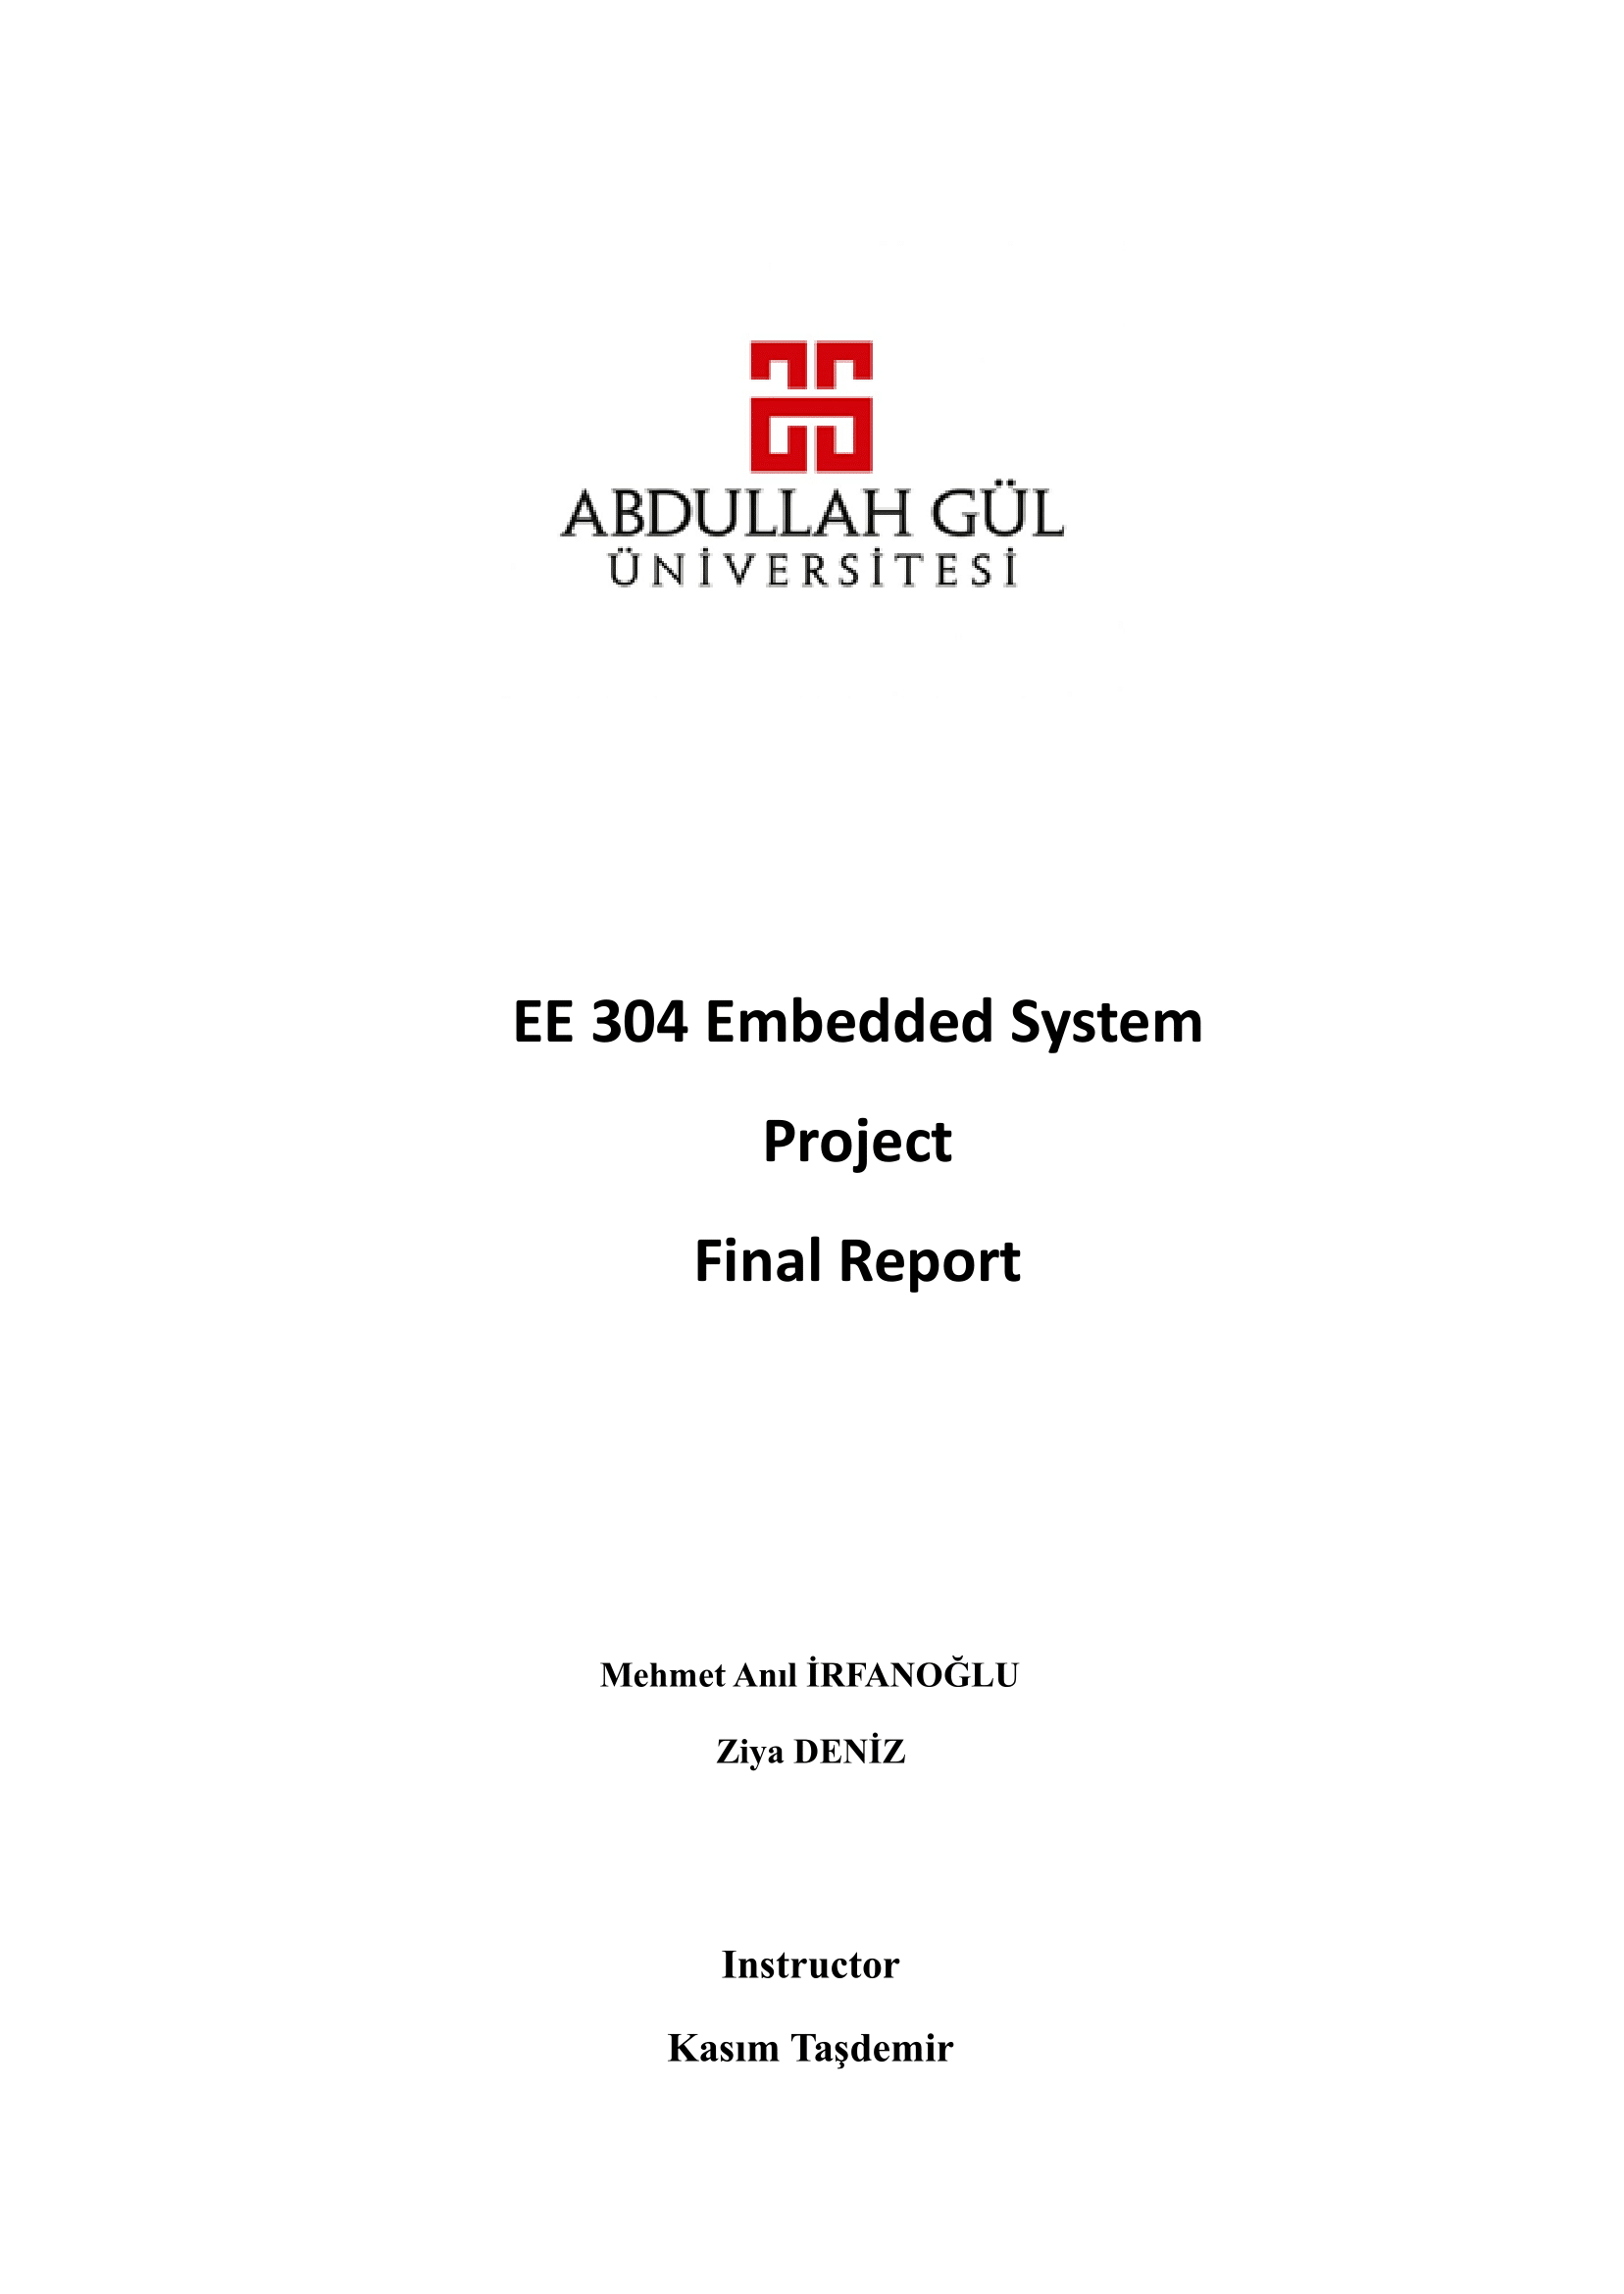 ABDULLAH GÜL
ÜNİVERSİTESİ
EE 304 Embedded System
Project
Final Report
Mehmet Anıl İRFANOĞLU
Ziya DENİZ
Instructor
Kasım Taşdemir